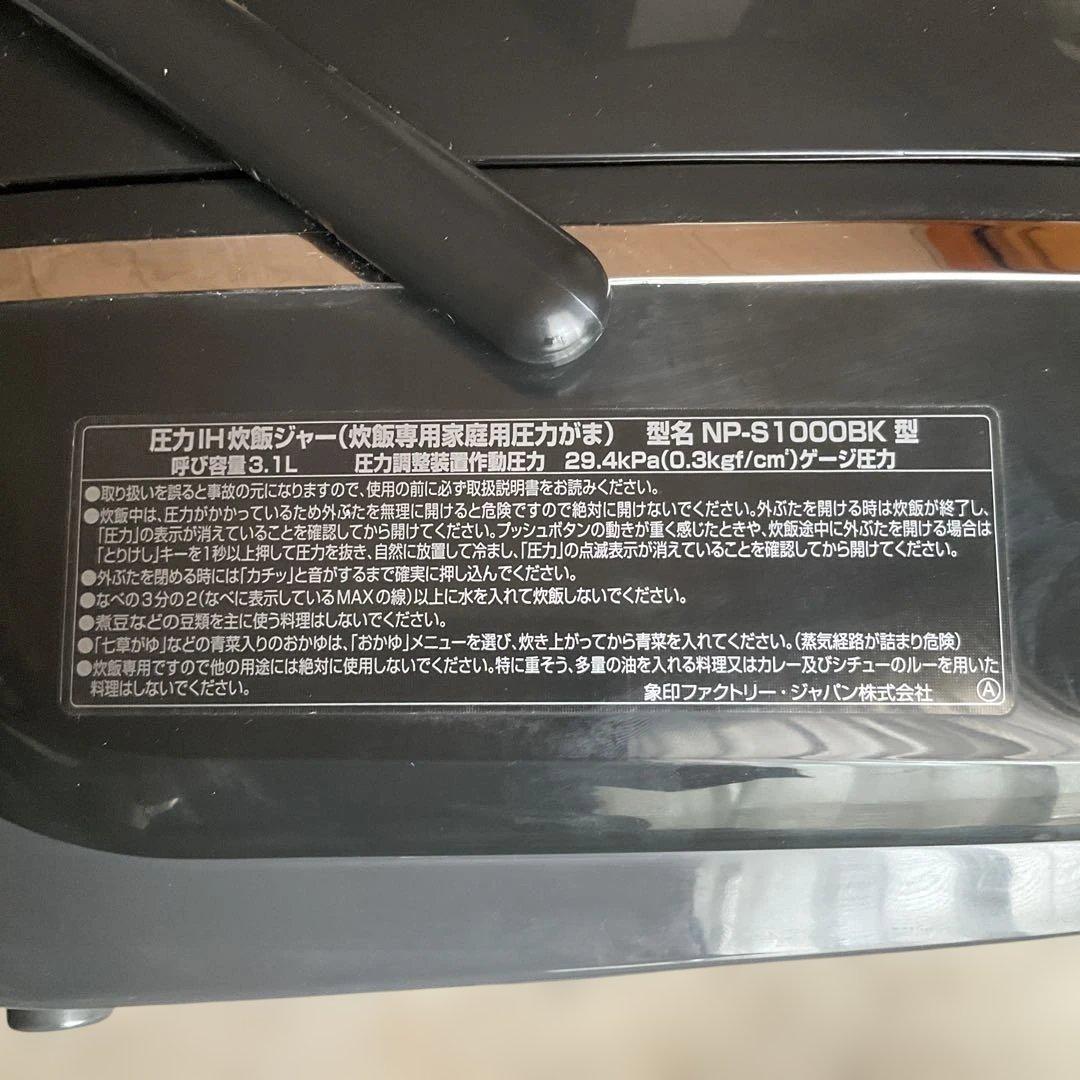 圧力IH炊飯ジャー(炊飯専用家庭用圧力がま) 型名 NP-S1000BK 型
呼び容量3.1L 圧力調整装置作動圧力 29.4kPa(0.3kgf/c㎡)ゲージ圧力
●取り扱いを誤ると事故の元になりますので、使用の前に必ず取扱説明書をお読みください。
●炊飯中は、圧力がかかっているため外ぶたを無理に開けると危険ですので絶対に開けないでください。外ぶたを開ける時は炊飯が終了し、
「圧力」の表示が消えていることを確認してから開けてください。プッシュボタンの動きが重く感じたときや、炊飯途中に外ぶたを開ける場合は
「とりけし」キーを1秒以上押して圧力を抜き、自然に放置して冷まし、「圧力」の点滅表示が消えていることを確認してから開けてください。
●外ぶたを閉める時には「カチッ」と音がするまで確実に押し込んでください。
●なべの3分の2(なべに表示しているMAXの線)以上に水を入れて炊飯しないでください。
●煮豆などの豆類を主に使う料理はしないでください。
●「七草がゆ」などの青菜入りのおかゆは、「おかゆ」メニューを選び、炊き上がってから青菜を入れてください。(蒸気経路が詰まり危険)
●炊飯専用ですので他の用途には絶対に使用しないでください。特に重そう、多量の油を入れる料理又はカレー及びシチューのルーを用いた
料理はしないでください。 象印ファクトリー・ジャパン株式会社 Ⓐ